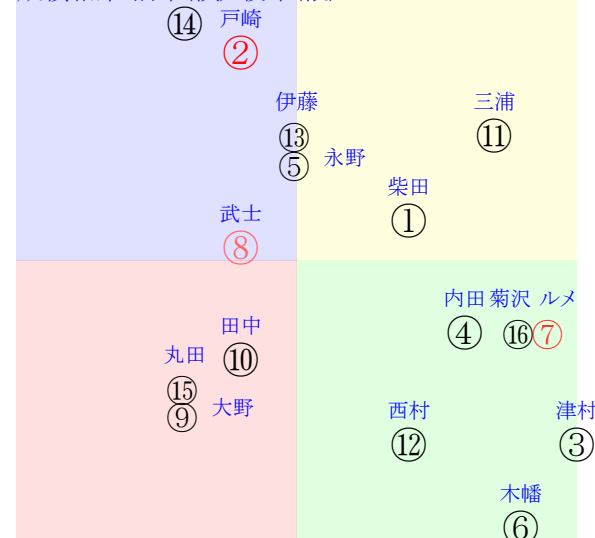 戸崎
⑭
②
伊藤
三浦
⑬
⑪
⑤
永野
柴田
①
武士
⑧
内田
菊沢
ルメ
④
⑯
⑦
田中
⑩
丸田
⑮
⑨
大野
西村
⑫
津村
③
木幡
⑥